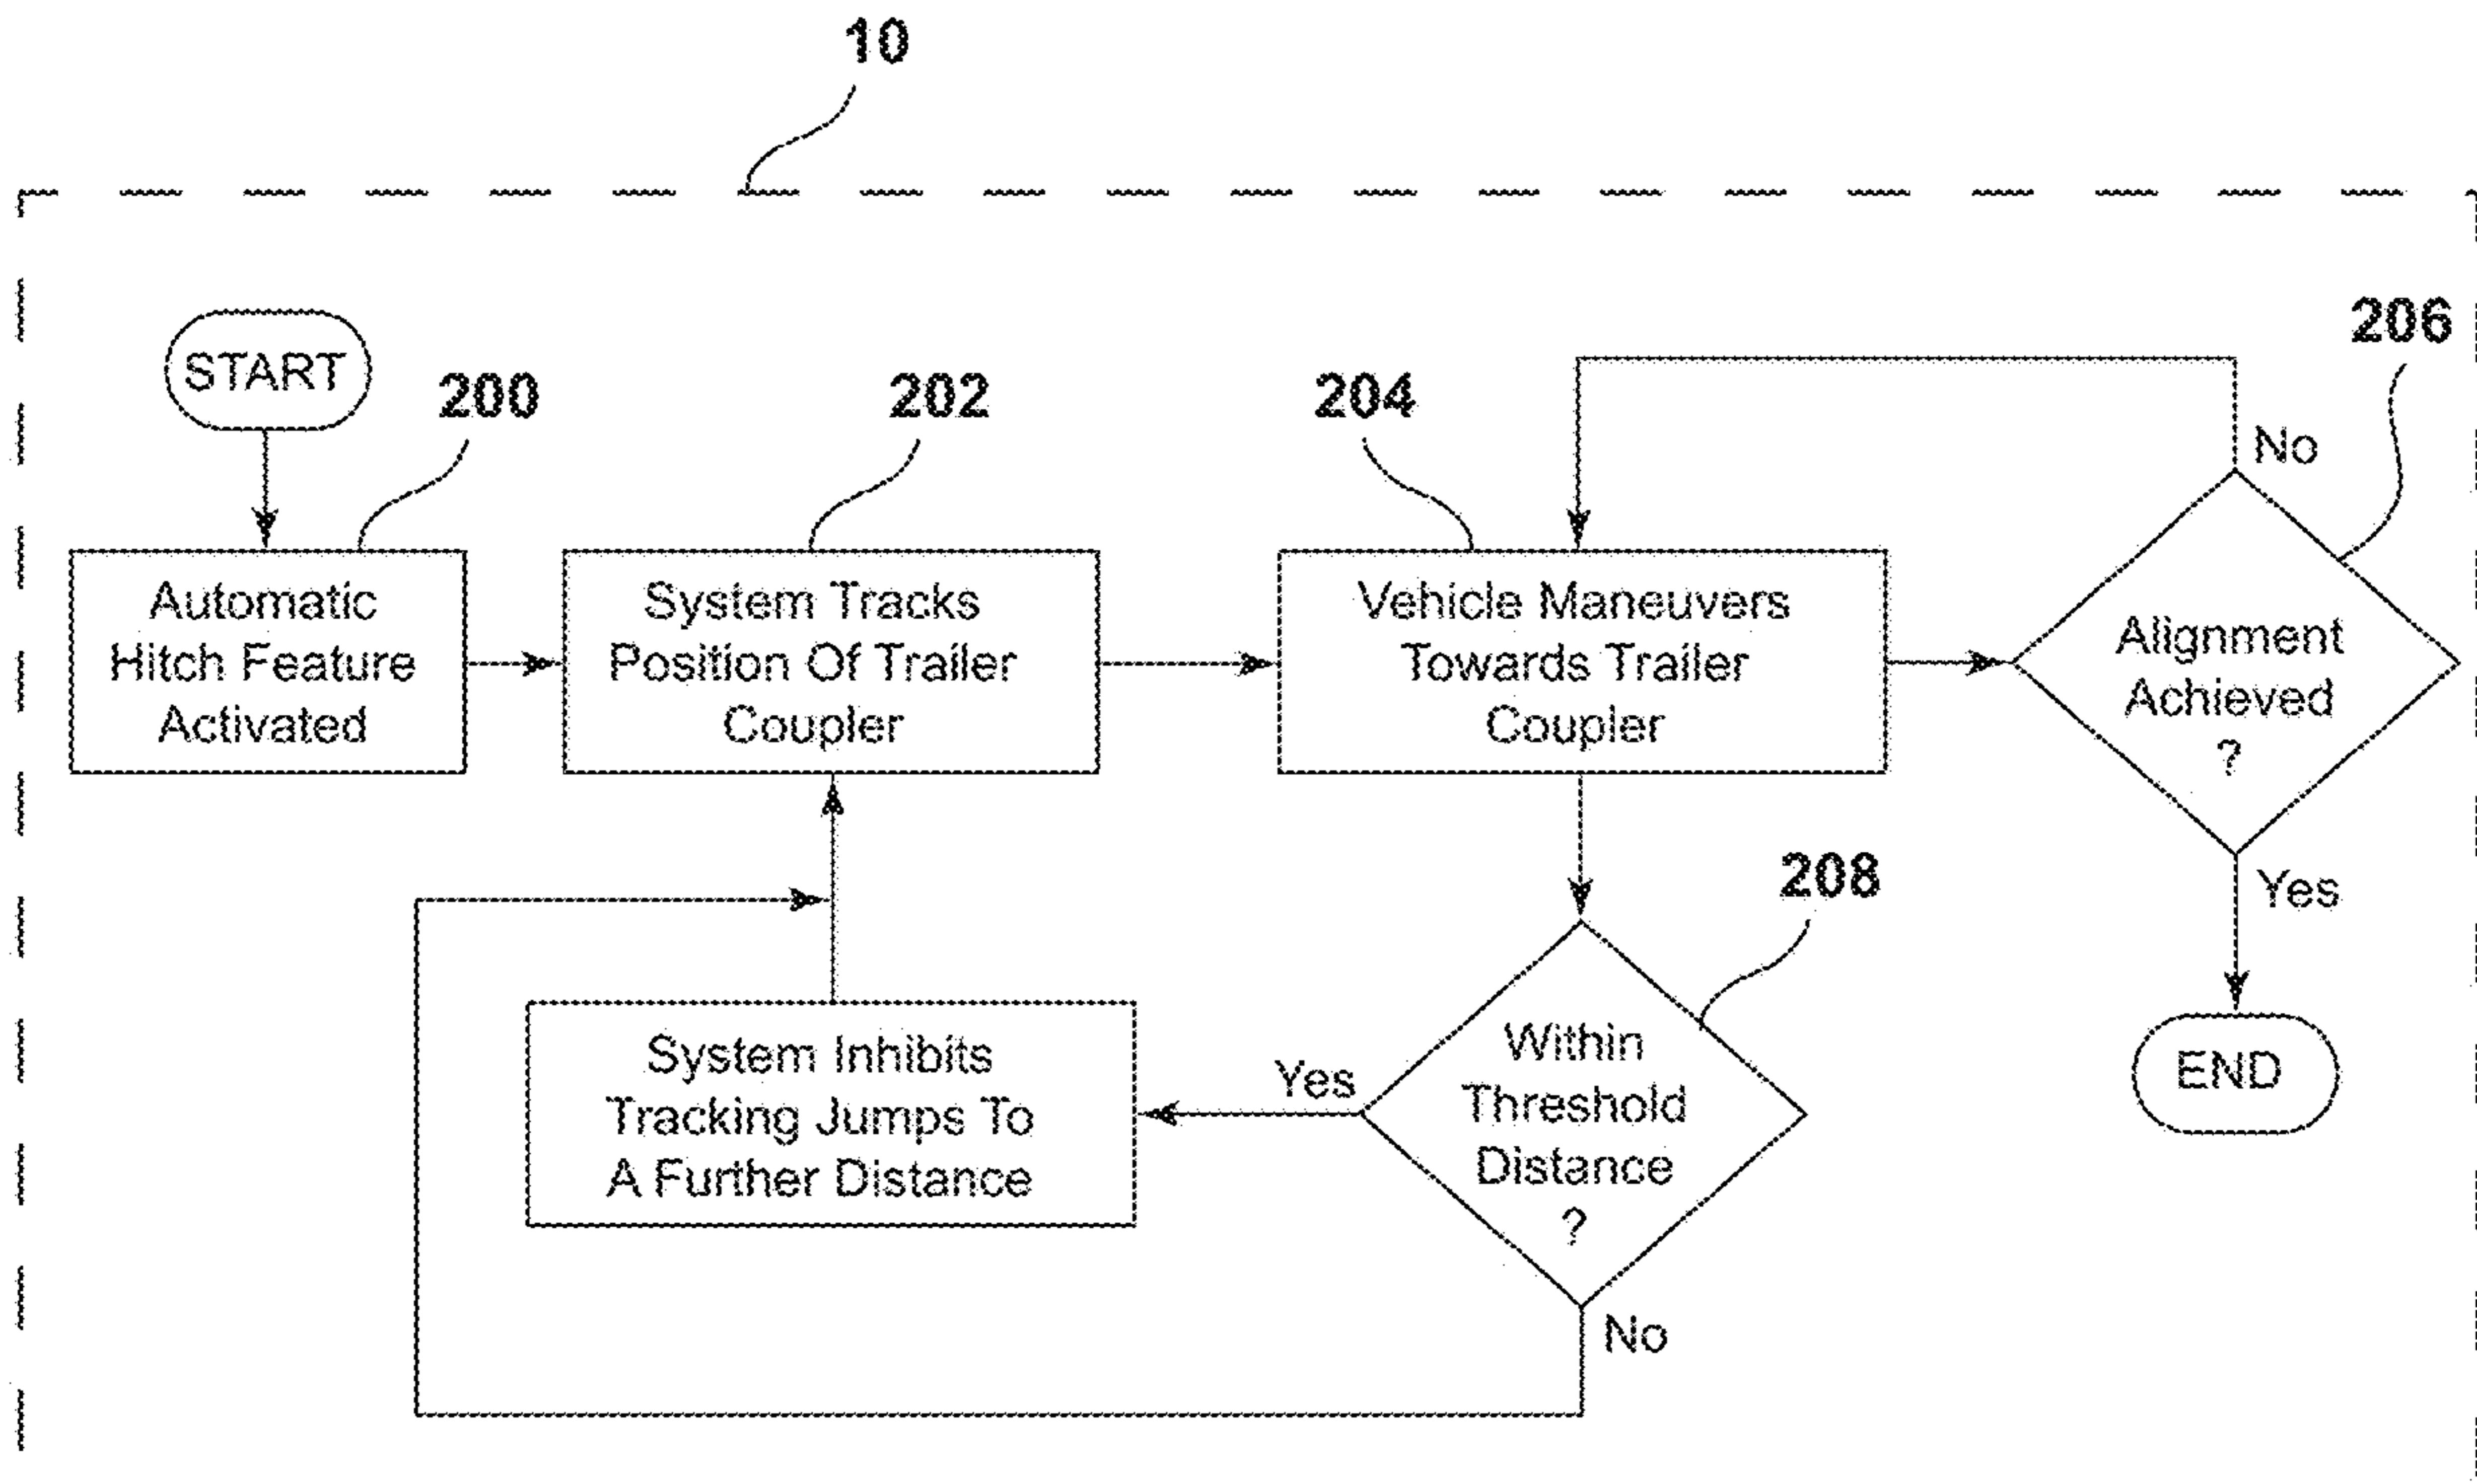 10
START
200
202
204
206
No
Automatic
Hitch Feature
Activated
System Tracks
Position Of Trailer
Coupler
Vehicle Maneuvers
Towards Trailer
Coupler
Alignment
Achieved
?
Yes
208
System Inhibits
Tracking Jumps To
A Further Distance
Yes
Within
Threshold
Distance
?
No
END